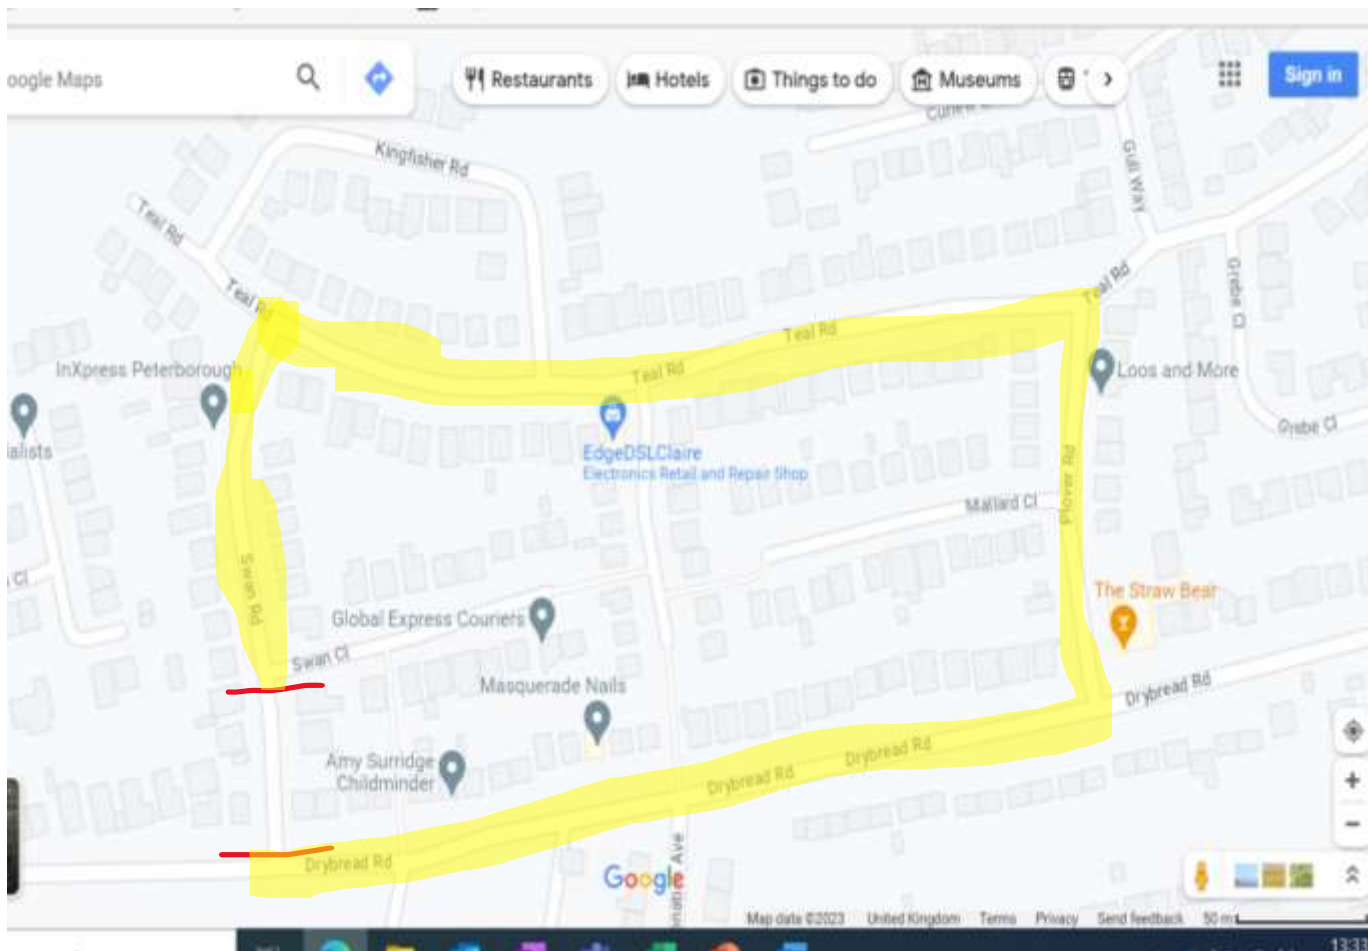 oogle Maps
Restaurants
Hotels
Things to do
Museums
Sign in
Kingfisher Rd
Gull Way
Teal Rd
Teal Rd
Teal Rd
Grebe Cl
Teal Rd
InXpress Peterborough
Teal Rd
Loos and More
alists
Grebe Cl
EdgeDSLClaire
Electronics Retail and Repair Shop
Plover Rd
Mallard Cl
Cl
Swan Rd
The Straw Bear
Global Express Couriers
Swan Cl
Masquerade Nails
Drybread Rd
Amy Surridge
Childminder
Drybread Rd
Drybread Rd
Drybread Rd
Ave
Google
Map data ©2023 United Kingdom Terms Privacy Send feedback 50 m